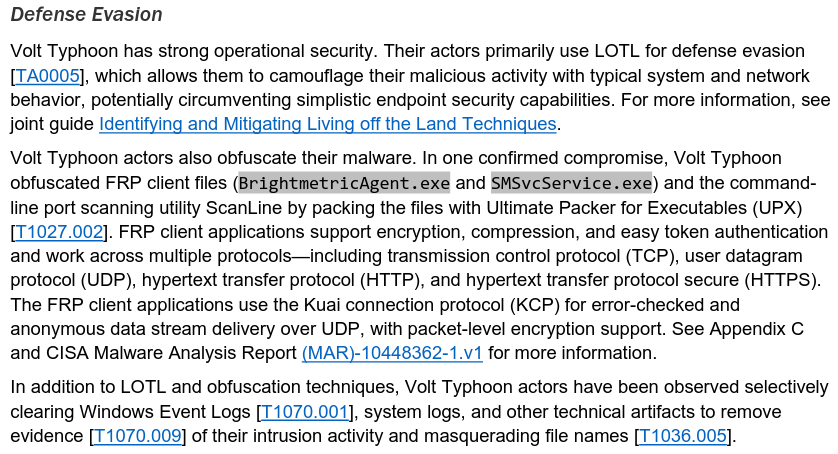 Defense Evasion
Volt Typhoon has strong operational security. Their actors primarily use LOTL for defense evasion
[TA0005], which allows them to camouflage their malicious activity with typical system and network
behavior, potentially circumventing simplistic endpoint security capabilities. For more information, see
joint guide Identifying and Mitigating Living off the Land Techniques.
Volt Typhoon actors also obfuscate their malware. In one confirmed compromise, Volt Typhoon
obfuscated FRP client files (BrightmetricAgent.exe and SMSvcService.exe) and the command-
line port scanning utility ScanLine by packing the files with Ultimate Packer for Executables (UPX)
[T1027.002]. FRP client applications support encryption, compression, and easy token authentication
and work across multiple protocols—including transmission control protocol (TCP), user datagram
protocol (UDP), hypertext transfer protocol (HTTP), and hypertext transfer protocol secure (HTTPS).
The FRP client applications use the Kuai connection protocol (KCP) for error-checked and
anonymous data stream delivery over UDP, with packet-level encryption support. See Appendix C
and CISA Malware Analysis Report (MAR)-10448362-1.v1 for more information.
In addition to LOTL and obfuscation techniques, Volt Typhoon actors have been observed selectively
clearing Windows Event Logs [T1070.001], system logs, and other technical artifacts to remove
evidence [T1070.009] of their intrusion activity and masquerading file names [T1036.005].